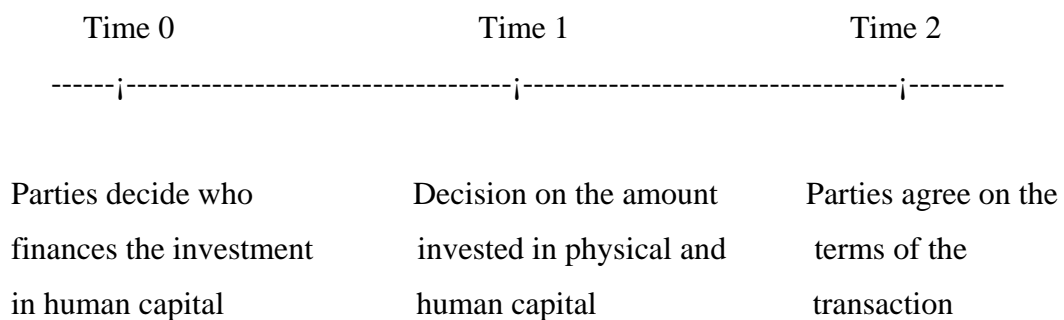 Time 0 Time 1 Time 2
------¡------------------------------------¡-----------------------------------¡---------
Parties decide who Decision on the amount Parties agree on the
finances the investment invested in physical and terms of the
in human capital human capital transaction